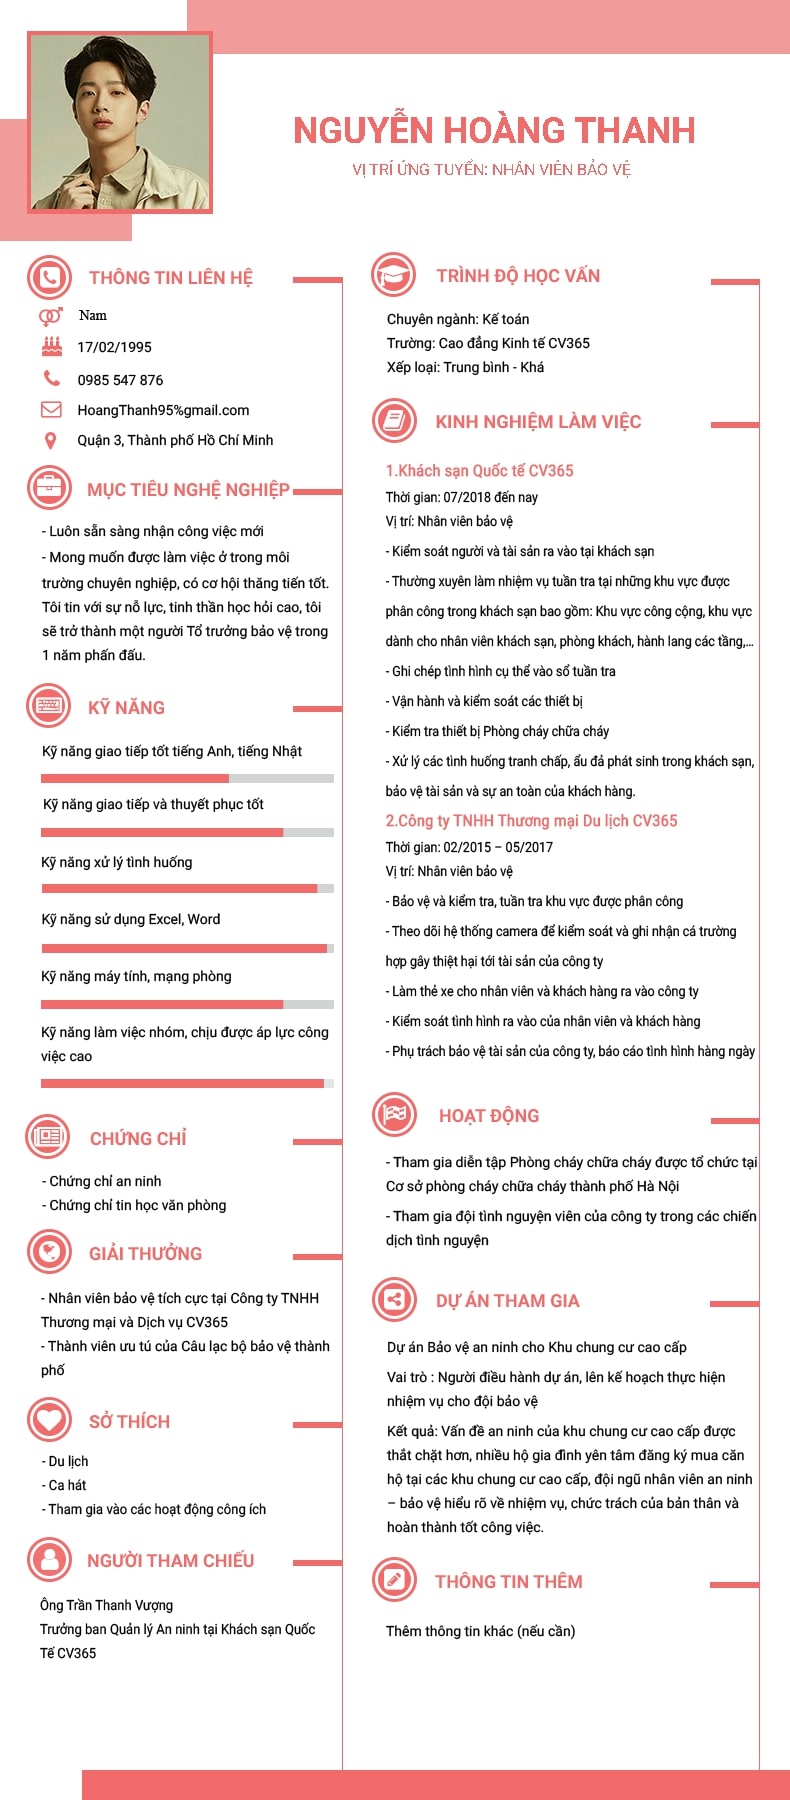 NGUYỄN HOÀNG THANH
VỊ TRÍ ỨNG TUYỂN: NHÂN VIÊN BẢO VỆ
THÔNG TIN LIÊN HỆ
Nam
17/02/1995
0985 547 876
HoangThanh95%gmail.com
Quận 3, Thành phố Hồ Chí Minh
MỤC TIÊU NGHỆ NGHIỆP
- Luôn sẵn sàng nhận công việc mới
- Mong muốn được làm việc ở trong môi
trường chuyên nghiệp, có cơ hội thăng tiến tốt.
Tôi tin với sự nỗ lực, tinh thần học hỏi cao, tôi
sẽ trở thành một người Tổ trưởng bảo vệ trong
1 năm phấn đấu.
KỸ NĂNG
Kỹ năng giao tiếp tốt tiếng Anh, tiếng Nhật
Kỹ năng giao tiếp và thuyết phục tốt
Kỹ năng xử lý tình huống
Kỹ năng sử dụng Excel, Word
Kỹ năng máy tính, mạng phòng
Kỹ năng làm việc nhóm, chịu được áp lực công
việc cao
CHỨNG CHỈ
- Chứng chỉ an ninh
- Chứng chỉ tin học văn phòng
GIẢI THƯỞNG
- Nhân viên bảo vệ tích cực tại Công ty TNHH
Thương mại và Dịch vụ CV365
- Thành viên ưu tú của Câu lạc bộ bảo vệ thành
phố
SỞ THÍCH
- Du lịch
- Ca hát
- Tham gia vào các hoạt động công ích
NGƯỜI THAM CHIẾU
Ông Trần Thanh Vượng
Trưởng ban Quản lý An ninh tại Khách sạn Quốc
Tế CV365
TRÌNH ĐỘ HỌC VẤN
Chuyên ngành: Kế toán
Trường: Cao đẳng Kinh tế CV365
Xếp loại: Trung bình - Khá
KINH NGHIỆM LÀM VIỆC
1.Khách sạn Quốc tế CV365
Thời gian: 07/2018 đến nay
Vị trí: Nhân viên bảo vệ
- Kiểm soát người và tài sản ra vào tại khách sạn
- Thường xuyên làm nhiệm vụ tuần tra tại những khu vực được
phân công trong khách sạn bao gồm: Khu vực công cộng, khu vực
dành cho nhân viên khách sạn, phòng khách, hành lang các tầng,...
- Ghi chép tình hình cụ thể vào sổ tuần tra
- Vận hành và kiểm soát các thiết bị
- Kiểm tra thiết bị Phòng cháy chữa cháy
- Xử lý các tình huống tranh chấp, ẩu đả phát sinh trong khách sạn,
bảo vệ tài sản và sự an toàn của khách hàng.
2.Công ty TNHH Thương mại Du lịch CV365
Thời gian: 02/2015 – 05/2017
Vị trí: Nhân viên bảo vệ
- Bảo vệ và kiểm tra, tuần tra khu vực được phân công
- Theo dõi hệ thống camera để kiểm soát và ghi nhận cá trường
hợp gây thiệt hại tới tài sản của công ty
- Làm thẻ xe cho nhân viên và khách hàng ra vào công ty
- Kiểm soát tình hình ra vào của nhân viên và khách hàng
- Phụ trách bảo vệ tài sản của công ty, báo cáo tình hình hàng ngày
HOẠT ĐỘNG
- Tham gia diễn tập Phòng cháy chữa cháy được tổ chức tại
Cơ sở phòng cháy chữa cháy thành phố Hà Nội
- Tham gia đội tình nguyện viên của công ty trong các chiến
dịch tình nguyện
DỰ ÁN THAM GIA
Dự án Bảo vệ an ninh cho Khu chung cư cao cấp
Vai trò : Người điều hành dự án, lên kế hoạch thực hiện
nhiệm vụ cho đội bảo vệ
Kết quả: Vấn đề an ninh của khu chung cư cao cấp được
thắt chặt hơn, nhiều hộ gia đình yên tâm đăng ký mua căn
hộ tại các khu chung cư cao cấp, đội ngũ nhân viên an ninh
– bảo vệ hiểu rõ về nhiệm vụ, chức trách của bản thân và
hoàn thành tốt công việc.
THÔNG TIN THÊM
Thêm thông tin khác (nếu cần)